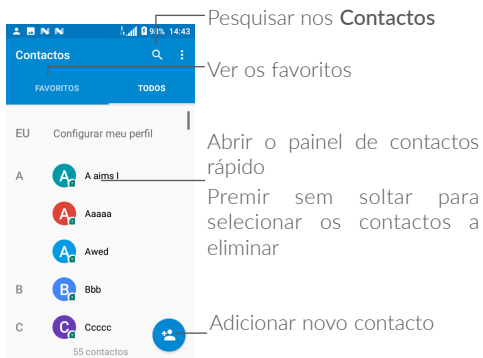 Pesquisar nos Contactos
98% 14:43
Contactos
Ver os favoritos
FAVORITOS TODOS
EU Configurar meu perfil
Abrir o painel de contactos
rápido
A A A aims l
Premir sem soltar para
selecionar os contactos a
eliminar
A Aaaaa
A Awed
B B Bbb
Adicionar novo contacto
C C Ccccc
55 contactos